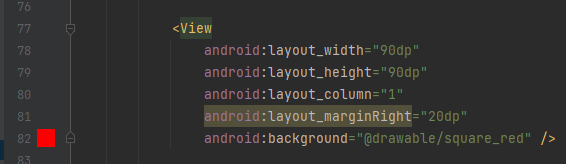 76
77 <View
78 android:layout_width="90dp"
79 android:layout_height="90dp"
80 android:layout_column="1"
81 android:layout_marginRight="20dp"
82 android:background="@drawable/square_red" />
83